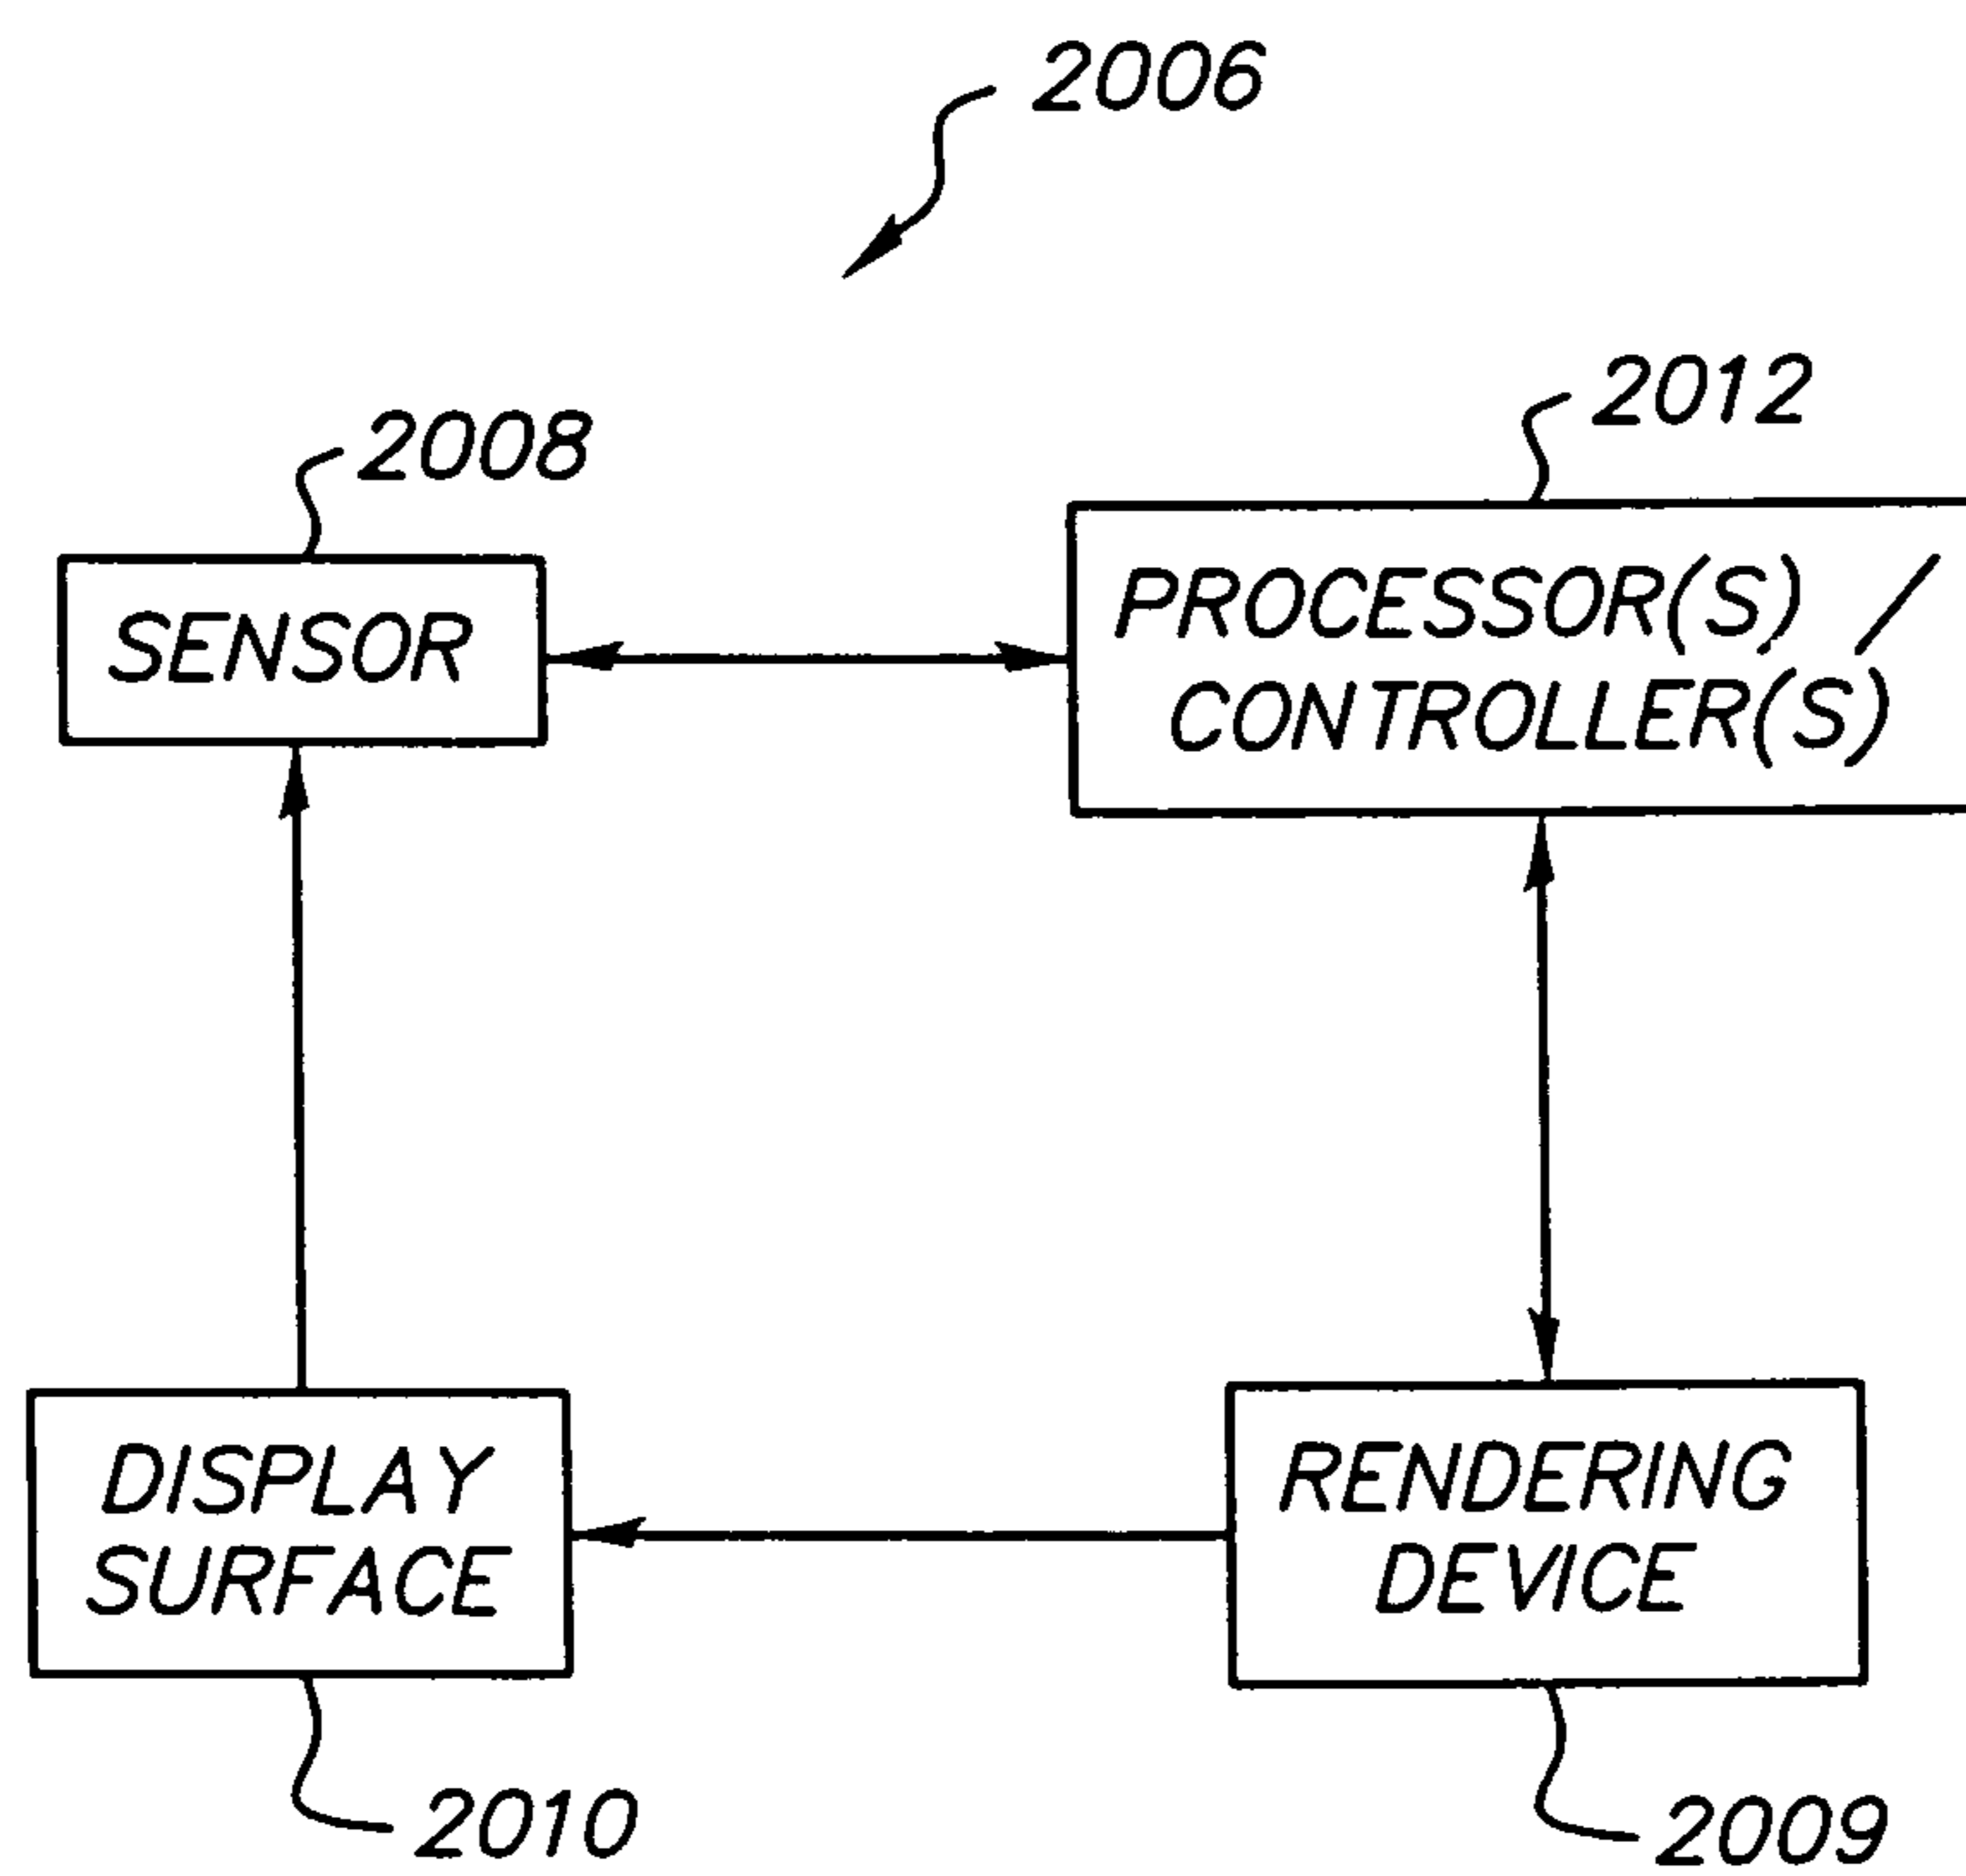 2006
2012
2008
PROCESSOR(S) /
CONTROLLER(S)
SENSOR
DISPLAY
SURFACE
RENDERING
DEVICE
2010
2009